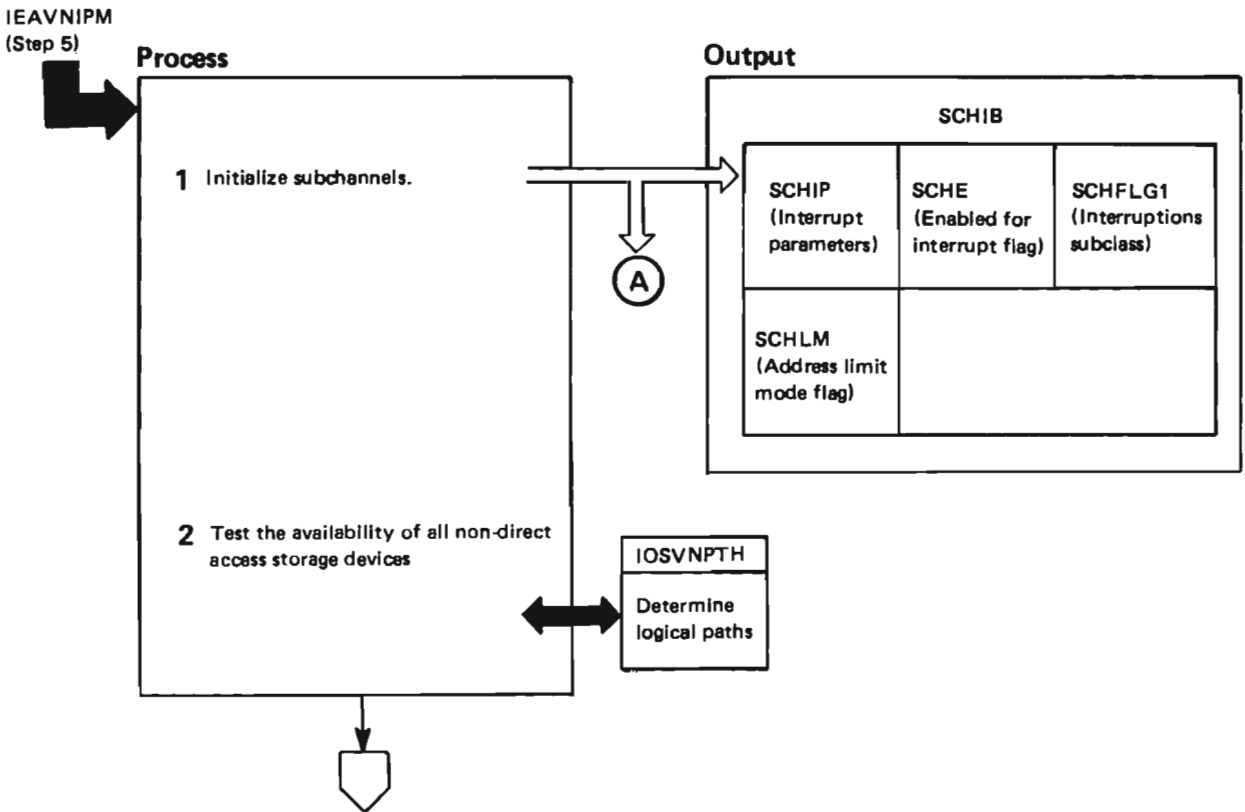 IEAVNIPM
(Step 5)
Process
1 Initialize subchannels.
2 Test the availability of all non-direct
access storage devices
Output
SCHIB
SCHIP
(Interrupt
parameters)
SCHE
(Enabled for
interrupt flag)
SCHFLG1
(Interruptions
subclass)
SCHLM
(Address limit
mode flag)
A
IOSVNPTH
Determine
logical paths